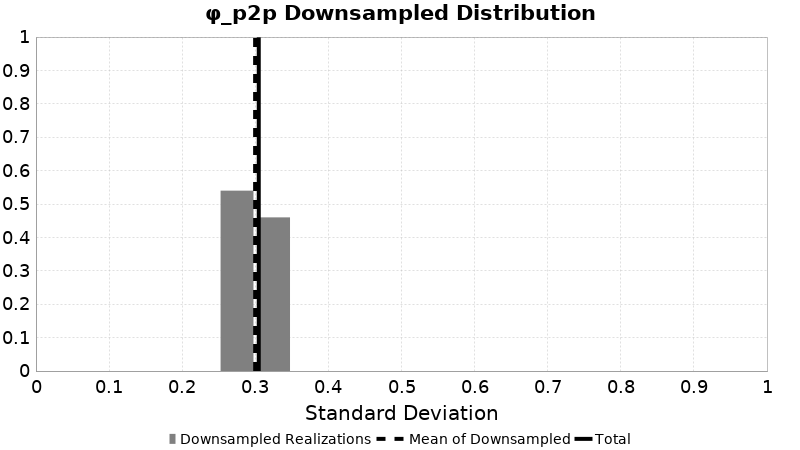 φ_p2p Downsampled Distribution
1
0.9
0.8
0.7
0.6
0.5
0.4
0.3
0.2
0.1
0
0 0.1 0.2 0.3 0.4 0.5 0.6 0.7 0.8 0.9 1
Standard Deviation
Downsampled Realizations Mean of Downsampled Total